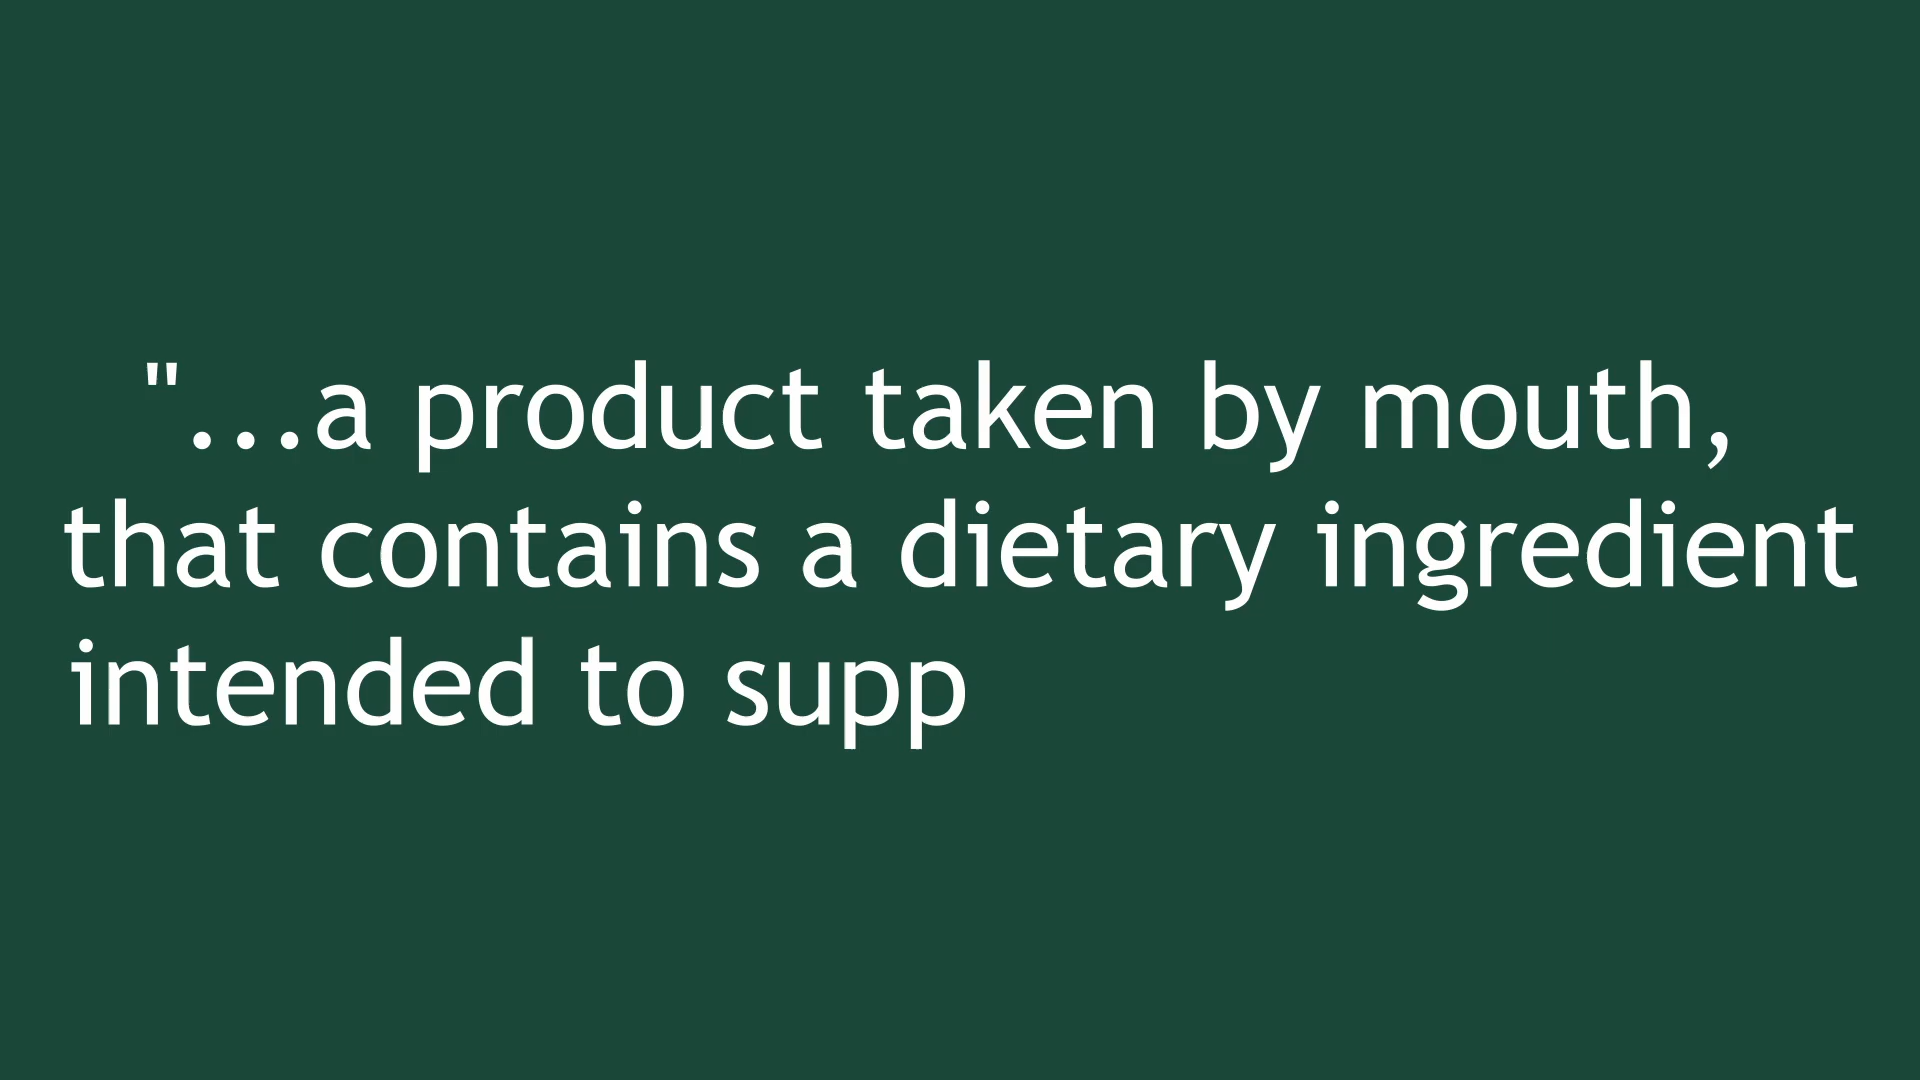 "...a product taken by mouth,
that contains a dietary ingredient
intended to supp